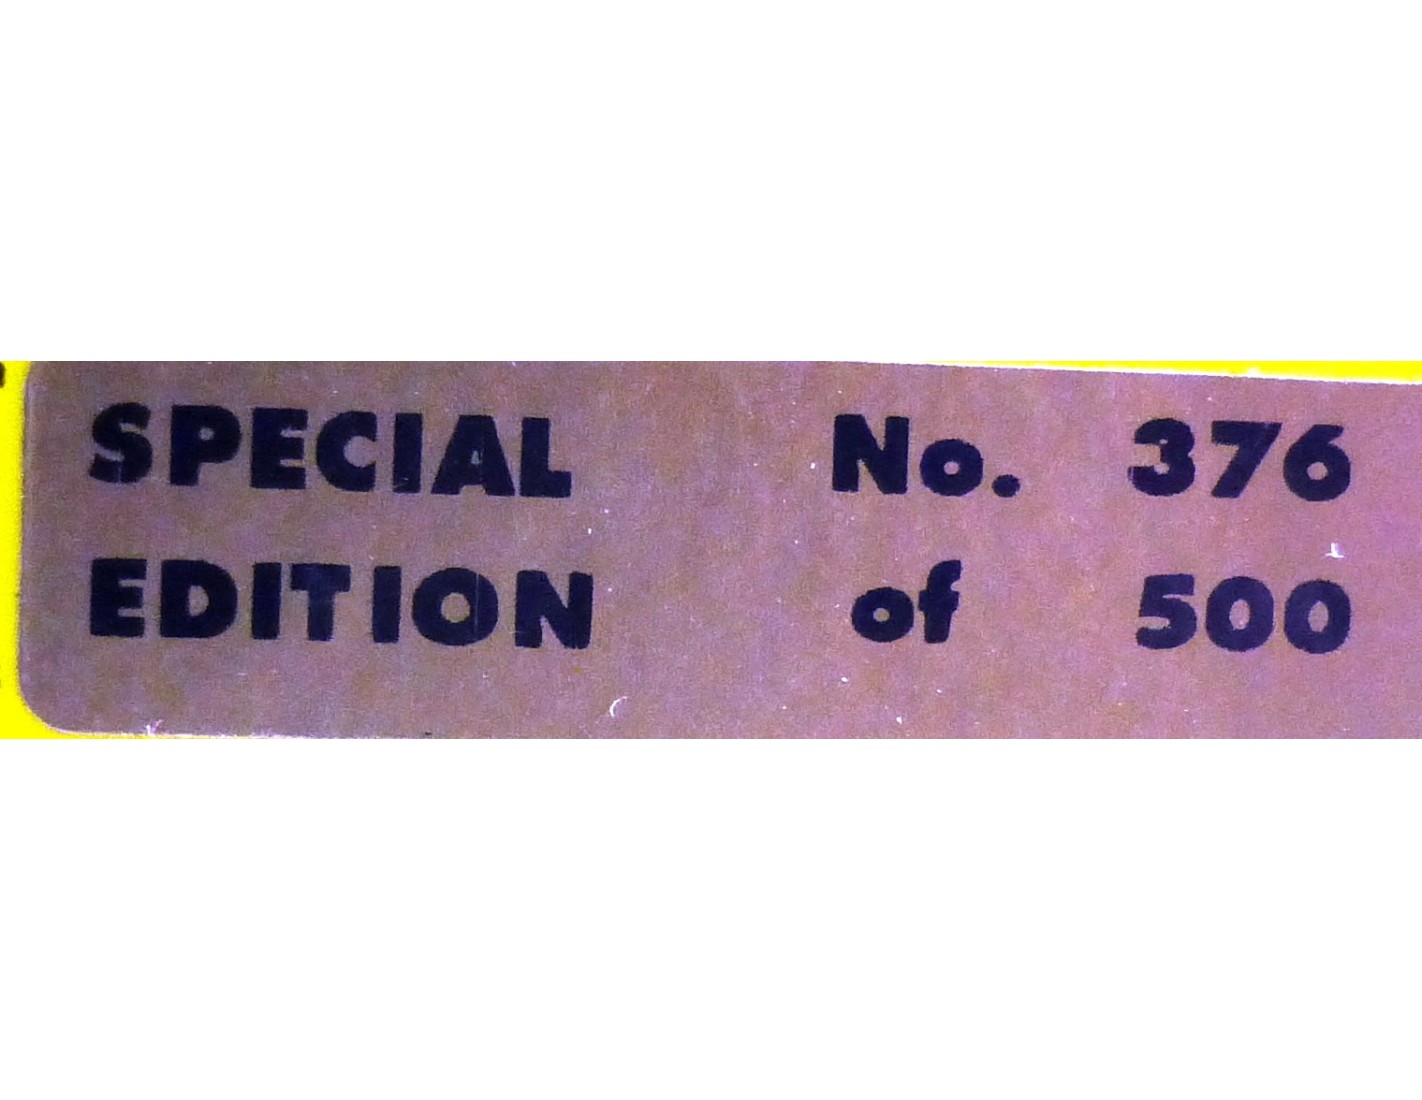 SPECIAL No. 376
EDITION of 500